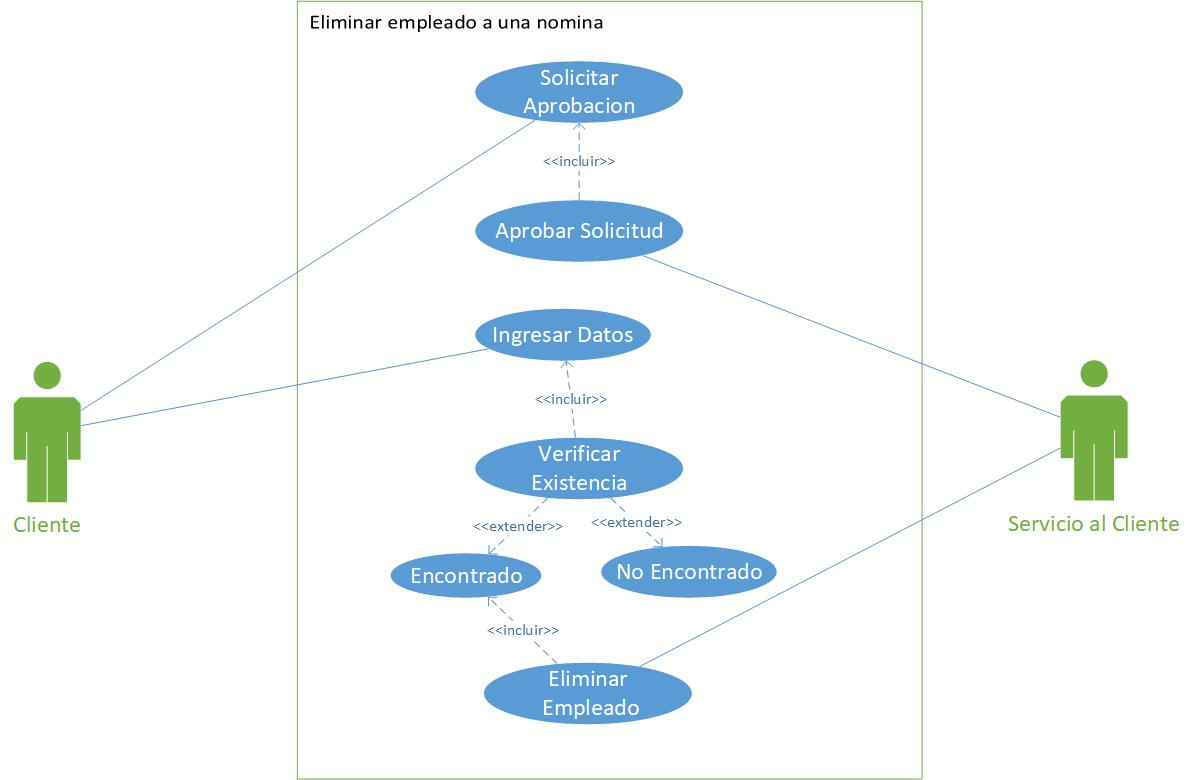 Eliminar empleado a una nomina
Solicitar
Aprobacion
<<incluir>>
Aprobar Solicitud
Ingresar Datos
<<incluir>>
Verificar
Existencia
<<extender>>
<<extender>>
Encontrado
No Encontrado
<<incluir>>
Eliminar
Empleado
Cliente
Servicio al Cliente